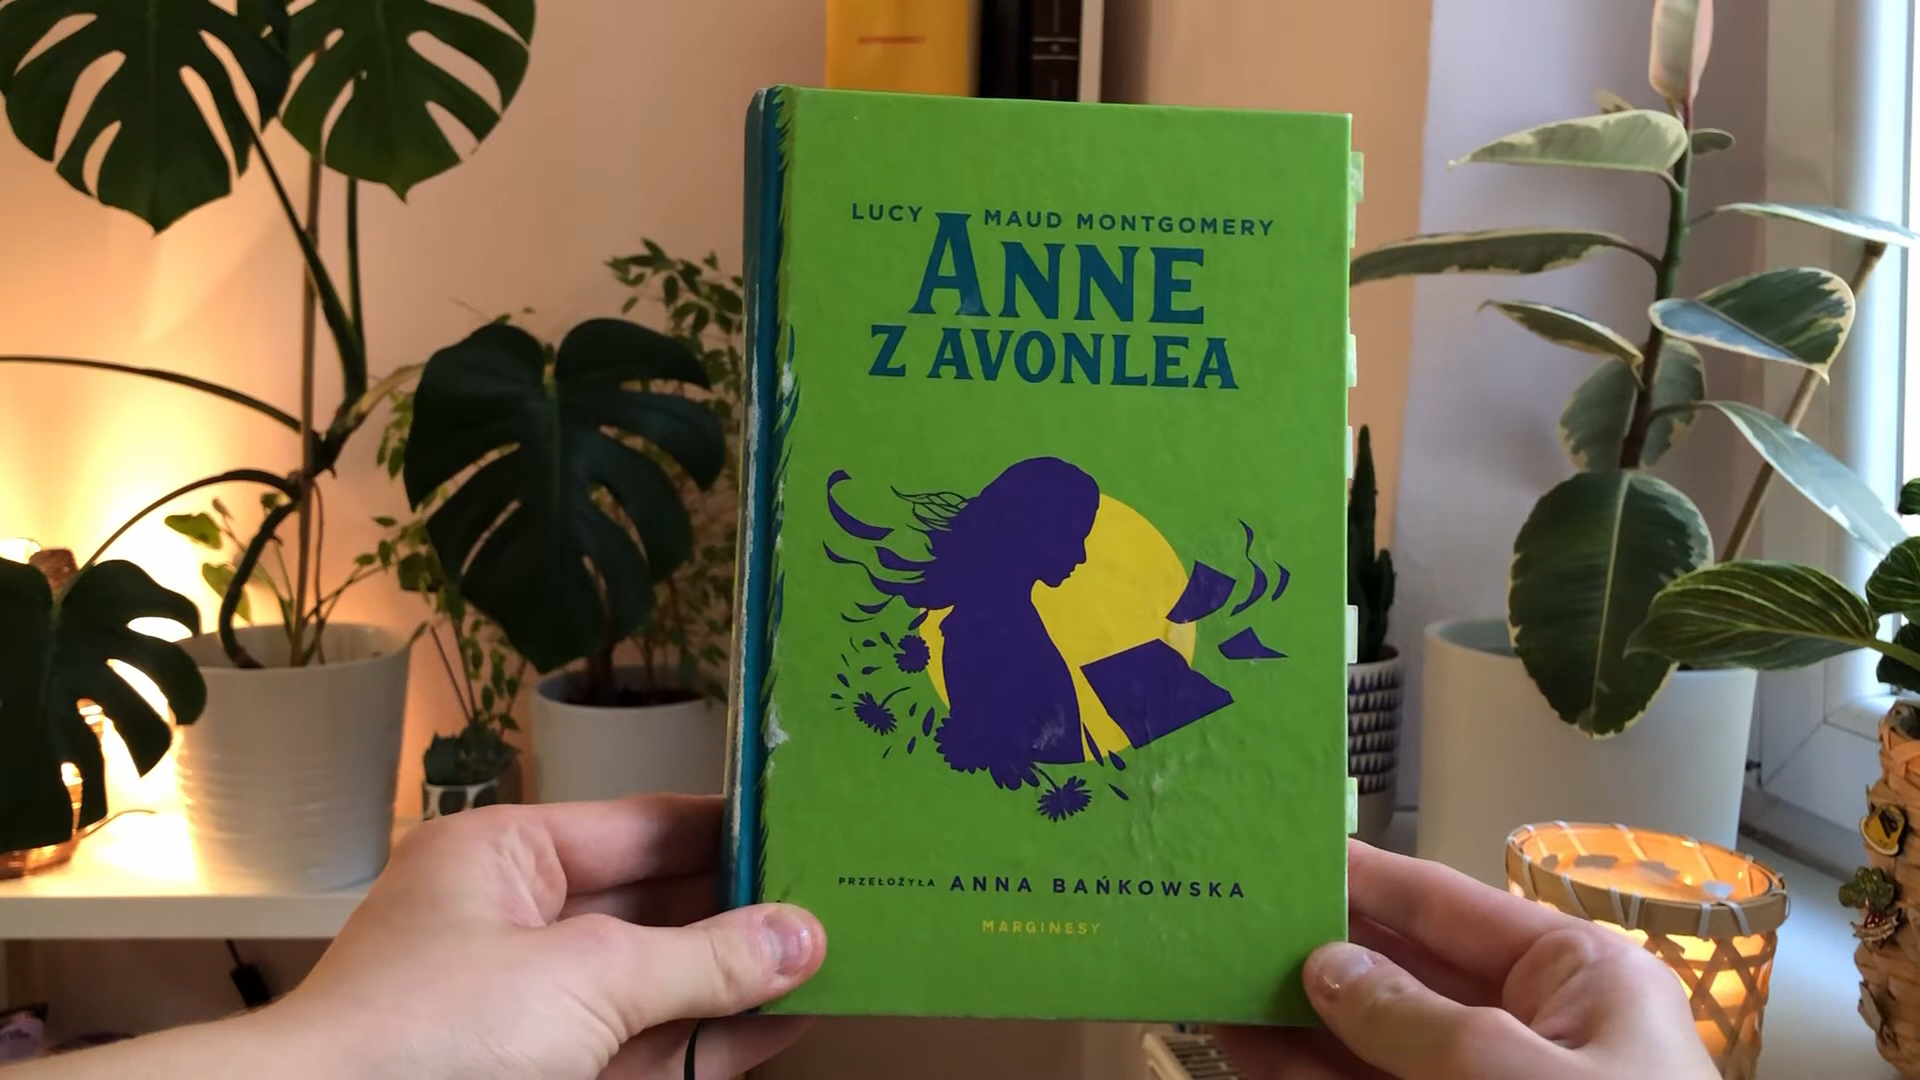 LUCY MAUD MONTGOMERY
ANNE
Z AVONLEA
PRZEŁOŻYŁA ANNA BAŃKOWSKA
MARGINESY